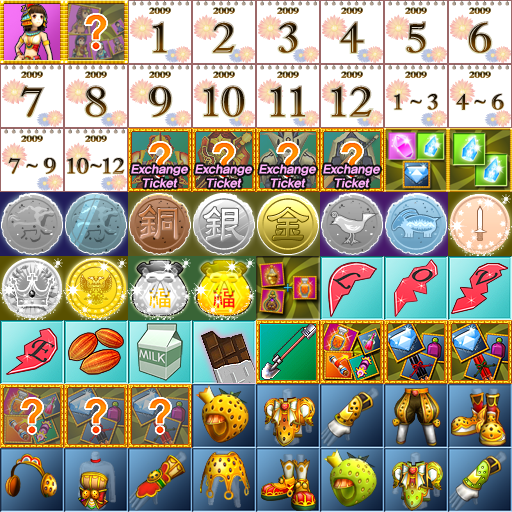 ?
2009
1
2009
2
2009
3
2009
4
2009
5
2009
6
2009
7
2009
8
2009
9
2009
10
2009
11
2009
12
2009
1~3
2009
4~6
2009
7~9
2009
10~12
?
Exchange
Ticket
?
Exchange
Ticket
?
Exchange
Ticket
?
Exchange
Ticket
銅
銀
金
福
福
L
O
V
E
MILK
?
?
?